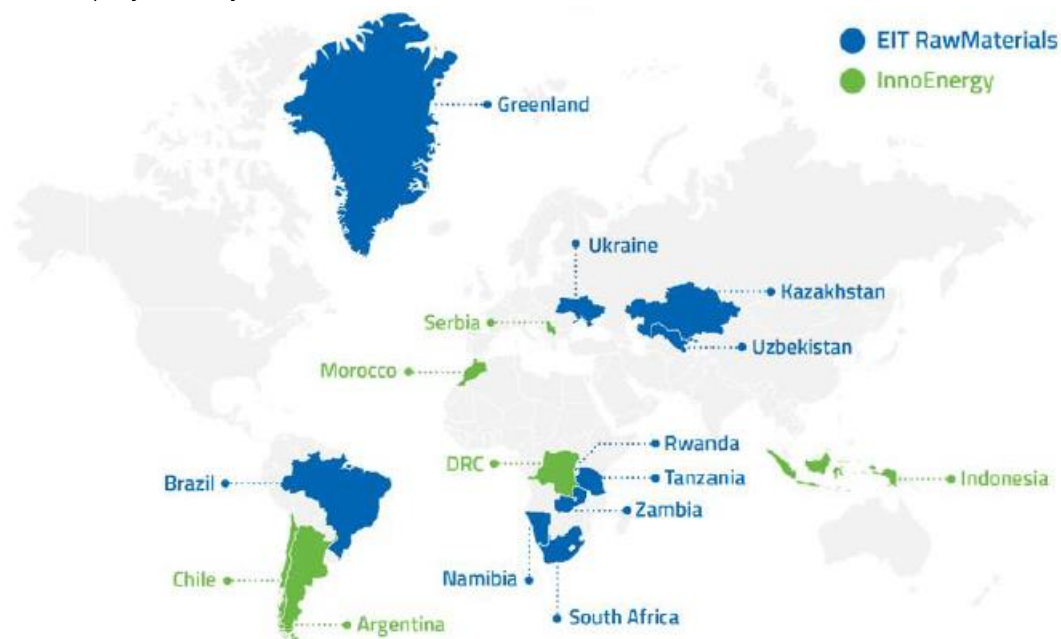 EIT RawMaterials
InnoEnergy
Greenland
Ukraine
Kazakhstan
Serbia
Uzbekistan
Morocco
Rwanda
DRC
Tanzania
Indonesia
Brazil
Zambia
Chile
Namibia
South Africa
Argentina